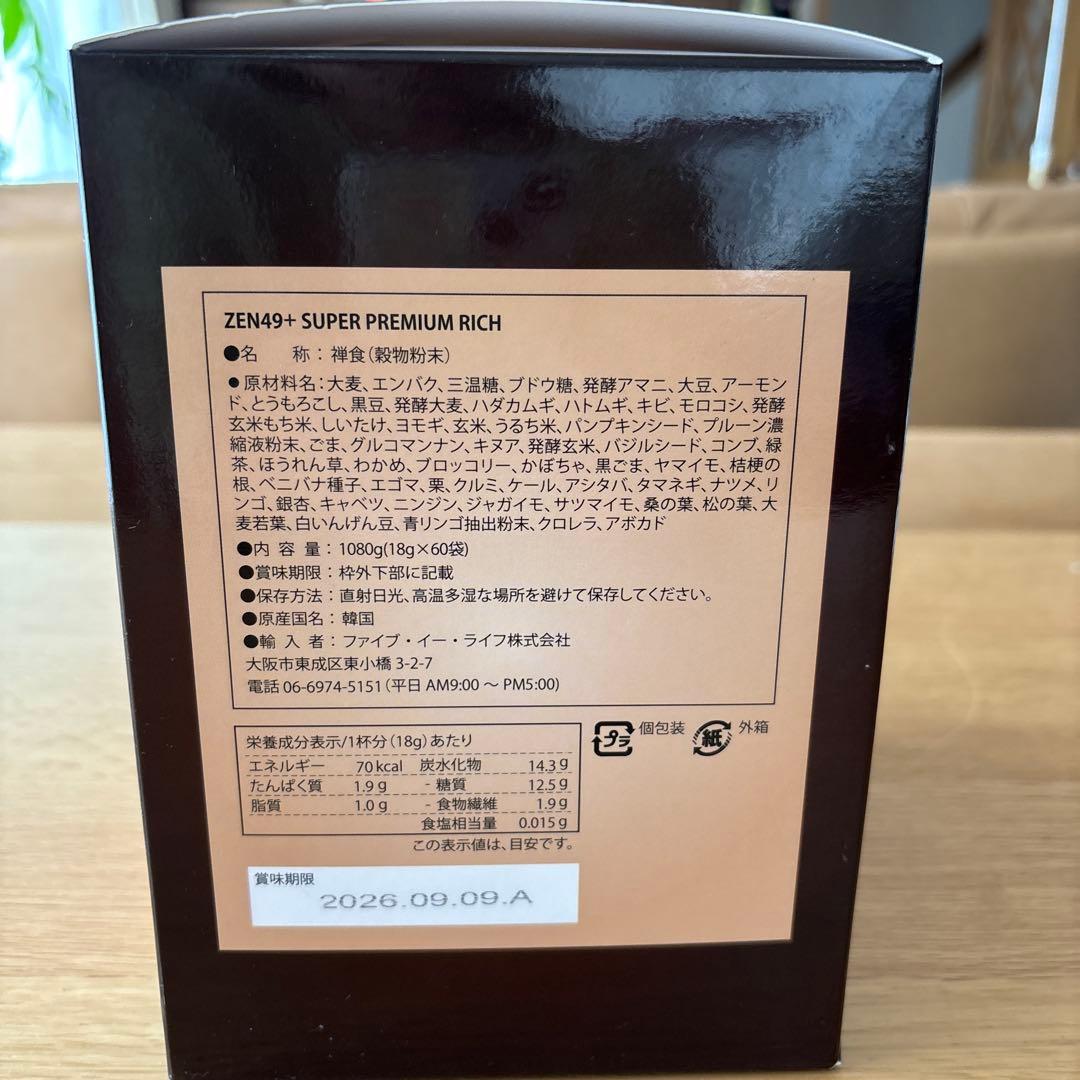 ZEN49+ SUPER PREMIUM RICH
●名　　称：禅食（穀物粉末）
●原材料名：大麦、エンバク、三温糖、ブドウ糖、発酵アマニ、大豆、アーモン
ド、とうもろこし、黒豆、発酵大麦、ハダカムギ、ハトムギ、キビ、モロコシ、発酵
玄米もち米、しいたけ、ヨモギ、玄米、うるち米、パンプキンシード、プルーン濃
縮液粉末、ごま、グルコマンナン、キヌア、発酵玄米、バジルシード、コンブ、緑
茶、ほうれん草、わかめ、ブロッコリー、かぼちゃ、黒ごま、ヤマイモ、桔梗の
根、ベニバナ種子、エゴマ、栗、クルミ、ケール、アシタバ、タマネギ、ナツメ、リ
ンゴ、銀杏、キャベツ、ニンジン、ジャガイモ、サツマイモ、桑の葉、松の葉、大
麦若葉、白いんげん豆、青リンゴ抽出粉末、クロレラ、アボカド
●内 容 量：1080g(18g×60袋)
●賞味期限：枠外下部に記載
●保存方法：直射日光、高温多湿な場所を避けて保存してください。
●原産国名：韓国
●輸 入 者：ファイブ・イー・ライフ株式会社
大阪市東成区東小橋 3-2-7
電話 06-6974-5151（平日 AM9:00 〜 PM5:00）
プラ 個包装 紙 外箱
栄養成分表示/1杯分（18g）あたり
エネルギー 70kcal 炭水化物 14.3g
たんぱく質 1.9g - 糖質 12.5g
脂質 1.0g - 食物繊維 1.9g
食塩相当量 0.015g
この表示値は、目安です。
賞味期限
2026.09.09.A